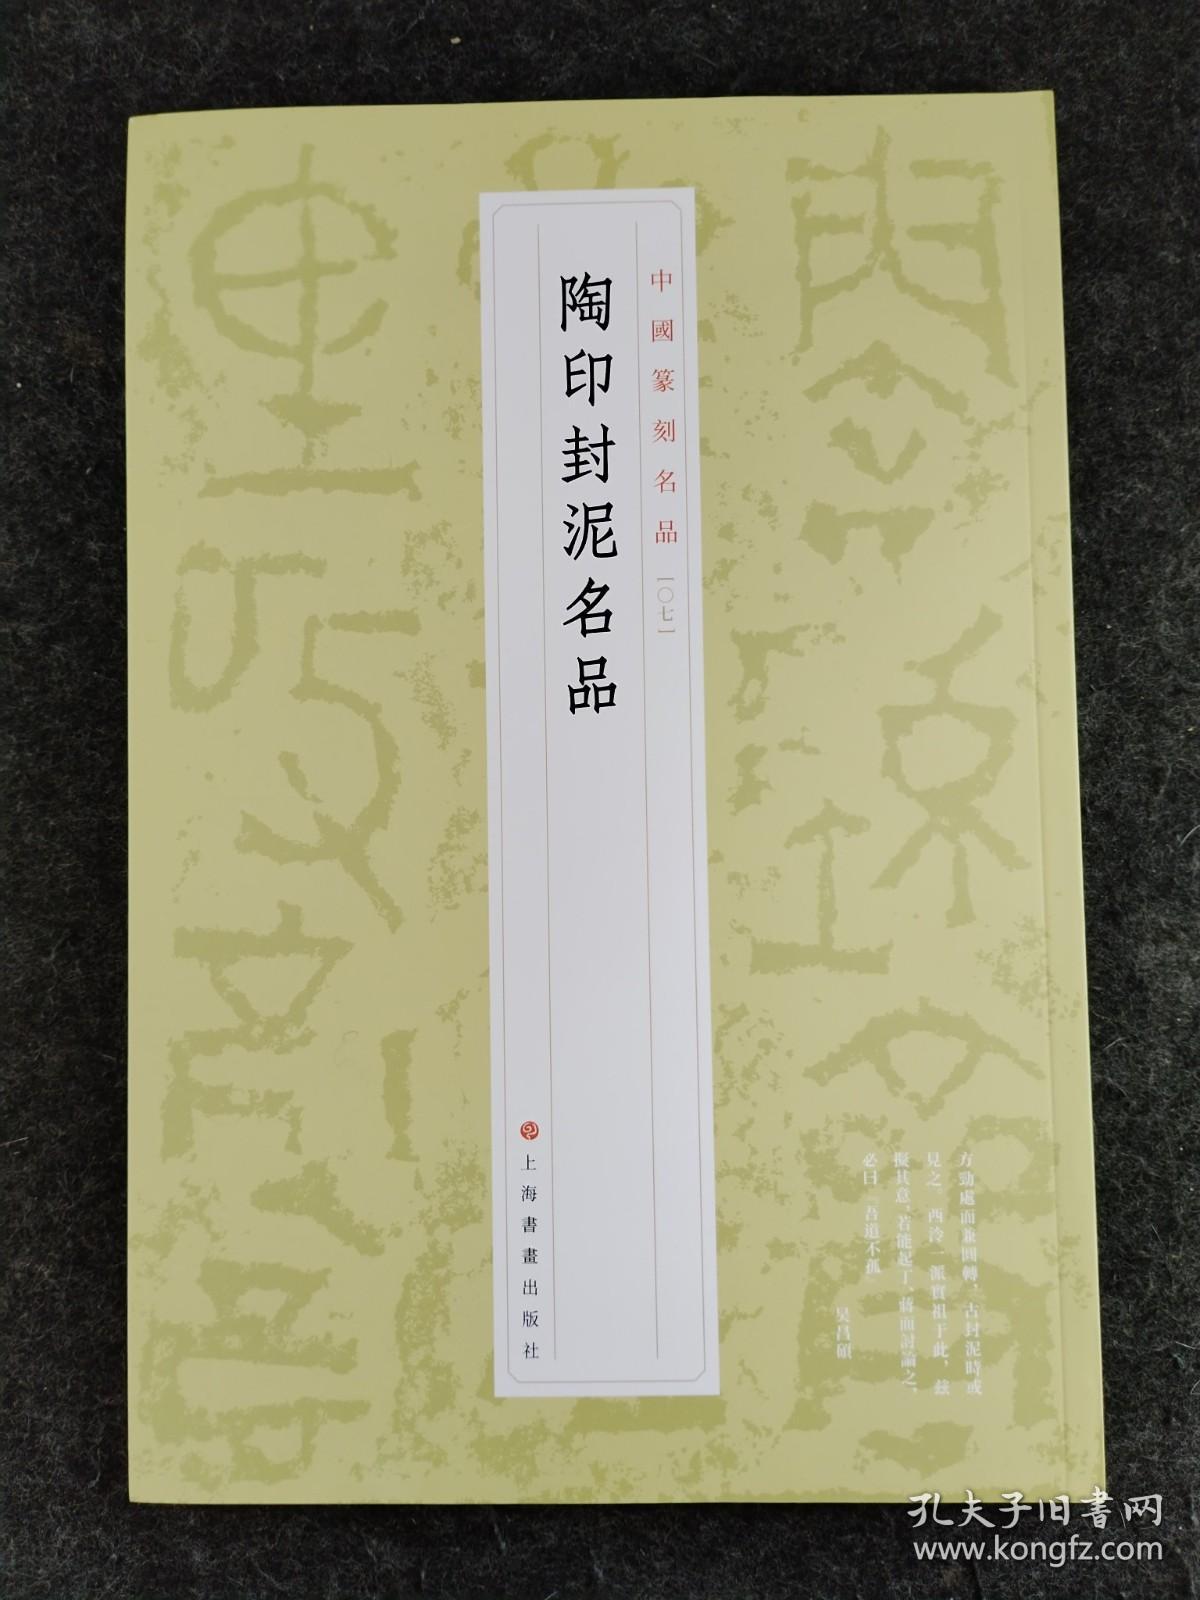 中國篆刻名品［〇七］
陶印封泥名品
上海書畫出版社
方勁處而兼圓轉，古封泥時或
見之。西泠一派實祖于此，兹
擬其意，若能起丁、蔣面討論之，
必曰『吾道不孤』。
吴昌碩
孔夫子旧书网
www.kongfz.com